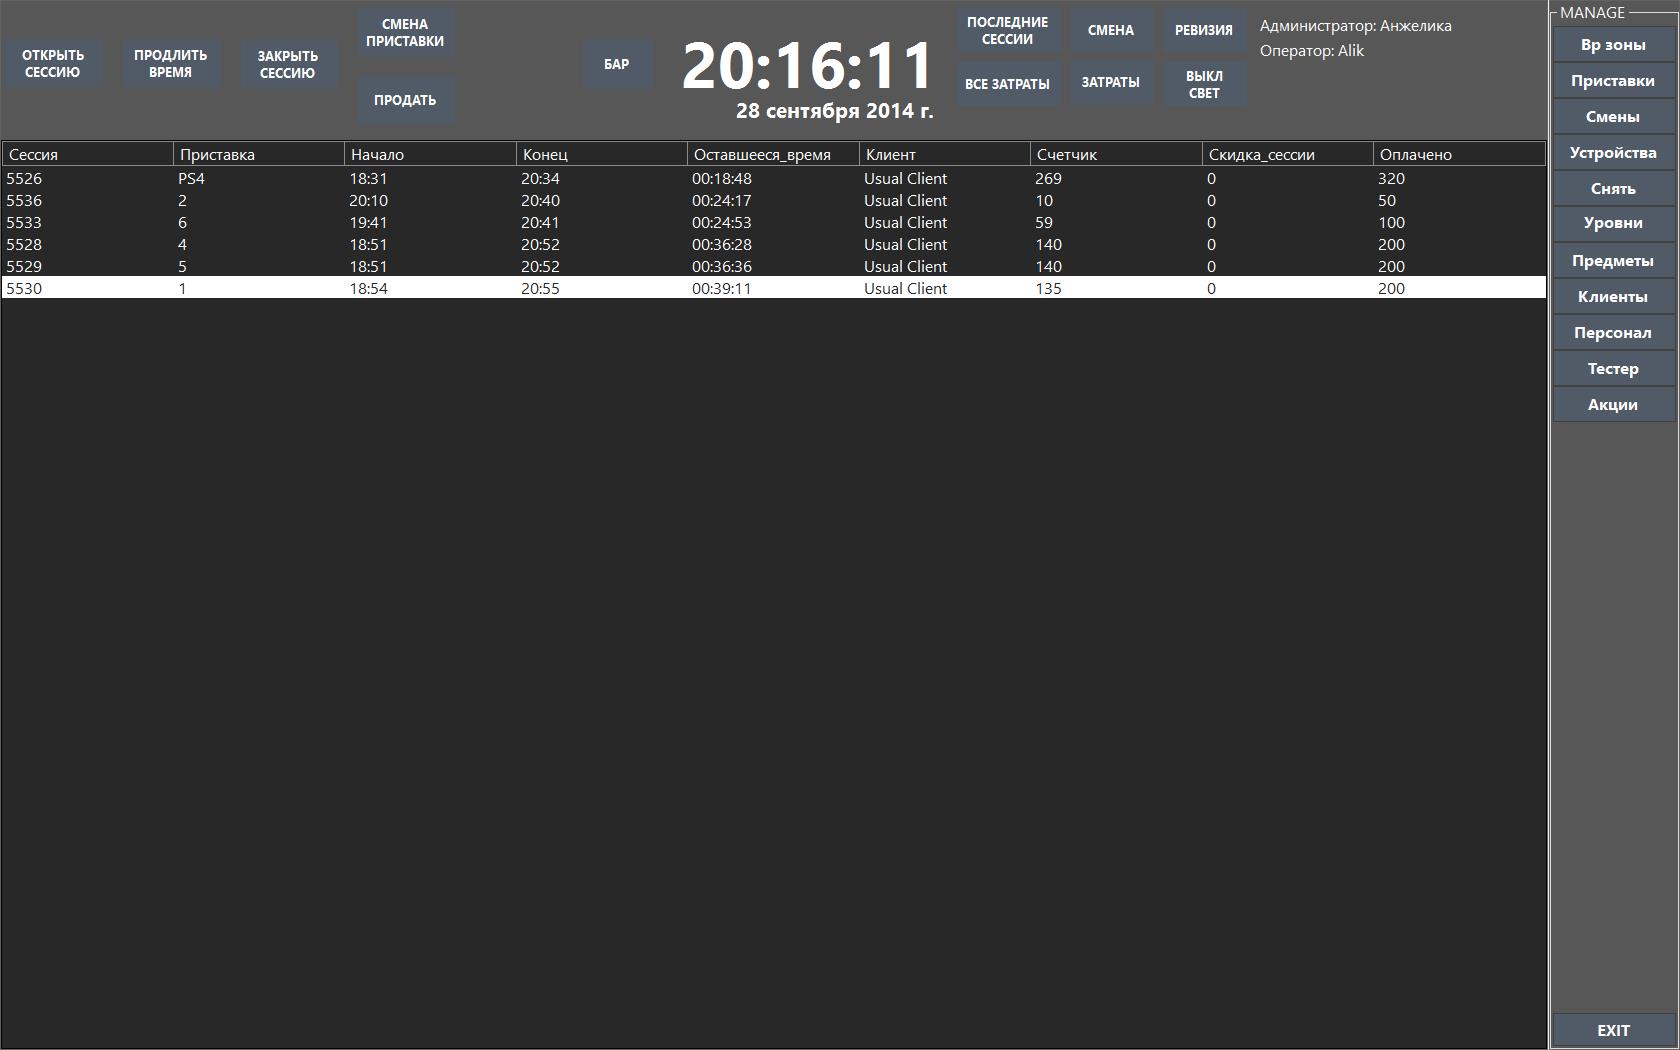 ОТКРЫТЬ
СЕССИЮ
ПРОДЛИТЬ
ВРЕМЯ
ЗАКРЫТЬ
СЕССИЮ
СМЕНА
ПРИСТАВКИ
ПРОДАТЬ
БАР
20:16:11
28 сентября 2014 г.
ПОСЛЕДНИЕ
СЕССИИ
СМЕНА
РЕВИЗИЯ
ВСЕ ЗАТРАТЫ
ЗАТРАТЫ
ВЫКЛ
СВЕТ
Администратор: Анжелика
Оператор: Alik
Сессия Приставка Начало Конец Оставшееся_время Клиент Счетчик Скидка_сессии Оплачено
5526 PS4 18:31 20:34 00:18:48 Usual Client 269 0 320
5536 2 20:10 20:40 00:24:17 Usual Client 10 0 50
5533 6 19:41 20:41 00:24:53 Usual Client 59 0 100
5528 4 18:51 20:52 00:36:28 Usual Client 140 0 200
5529 5 18:51 20:52 00:36:36 Usual Client 140 0 200
5530 1 18:54 20:55 00:39:11 Usual Client 135 0 200
MANAGE
Вр зоны
Приставки
Смены
Устройства
Снять
Уровни
Предметы
Клиенты
Персонал
Тестер
Акции
EXIT